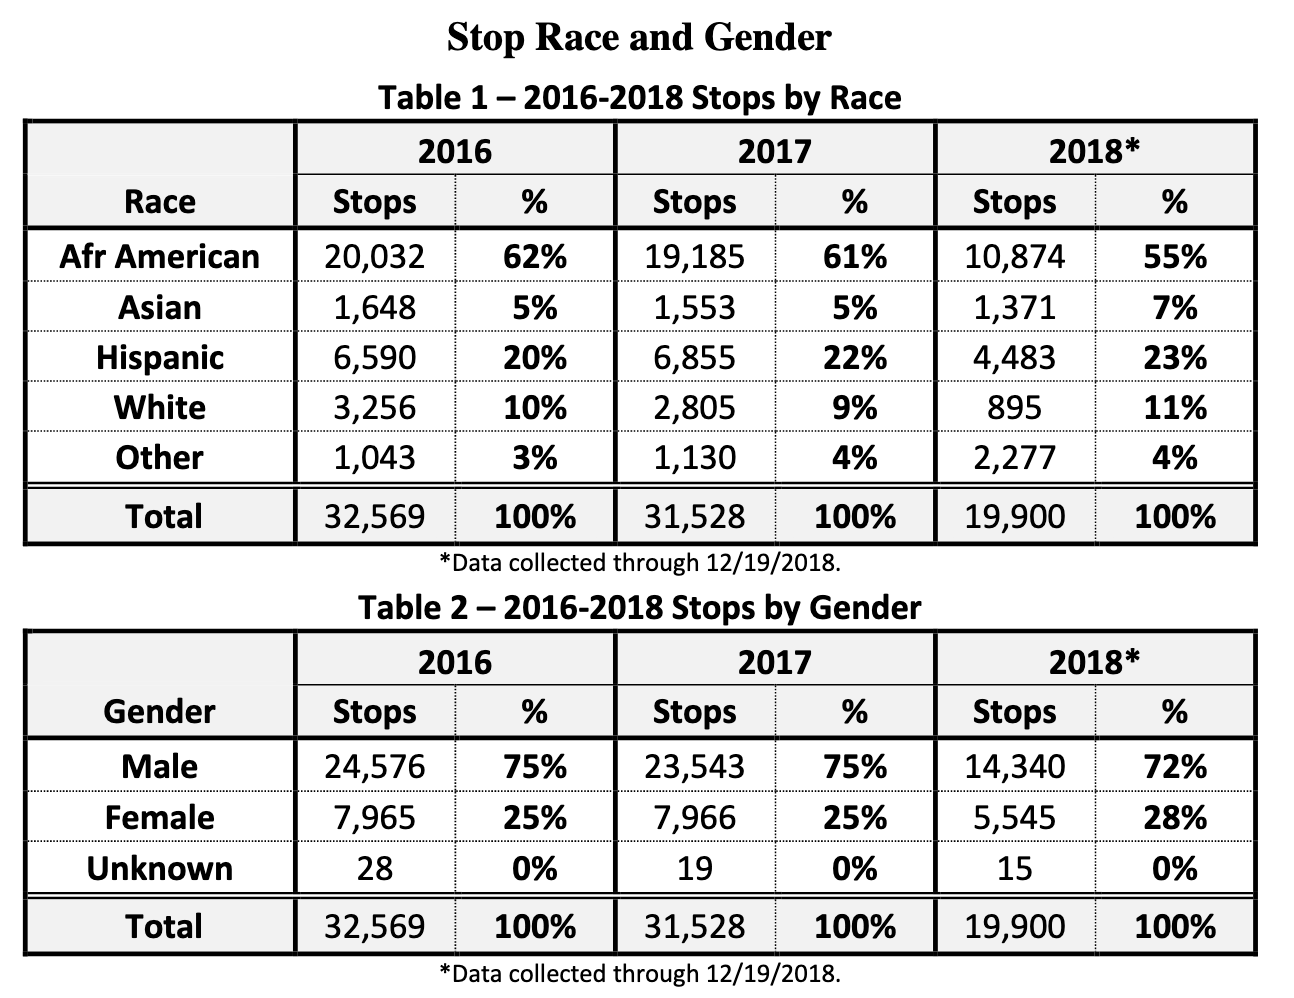 Stop Race and Gender
Table 1 – 2016-2018 Stops by Race
2016 2017 2018*
Race Stops % Stops % Stops %
Afr American 20,032 62% 19,185 61% 10,874 55%
Asian 1,648 5% 1,553 5% 1,371 7%
Hispanic 6,590 20% 6,855 22% 4,483 23%
White 3,256 10% 2,805 9% 895 11%
Other 1,043 3% 1,130 4% 2,277 4%
Total 32,569 100% 31,528 100% 19,900 100%
*Data collected through 12/19/2018.
Table 2 – 2016-2018 Stops by Gender
2016 2017 2018*
Gender Stops % Stops % Stops %
Male 24,576 75% 23,543 75% 14,340 72%
Female 7,965 25% 7,966 25% 5,545 28%
Unknown 28 0% 19 0% 15 0%
Total 32,569 100% 31,528 100% 19,900 100%
*Data collected through 12/19/2018.